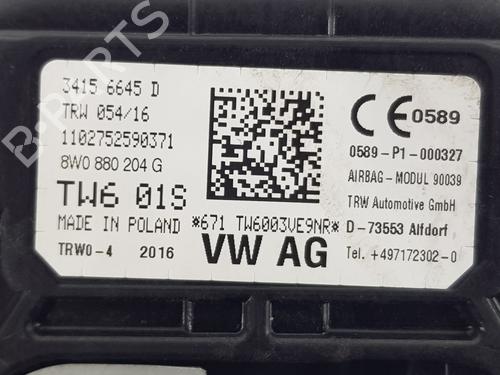 B-PARTS
3415 6645 D
TRW 054/16
1102752590371
8W0 880 204 G
TW6 01S
MADE IN POLAND *671 TW6003VE9NR*
TRW0-4 2016 VW AG
CE 0589
0589-P1-000327
AIRBAG-MODUL 90039
TRW Automotive GmbH
D-73553 Alfdorf
Tel. +497172302-0